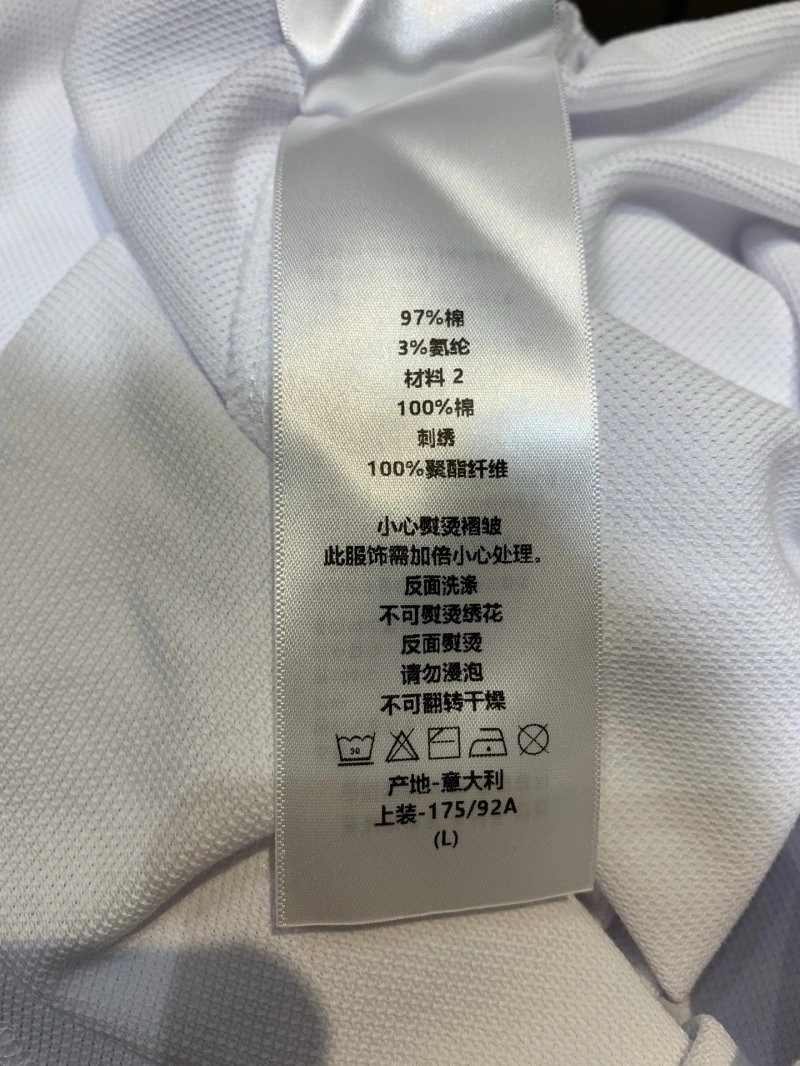 97%棉
3%氨纶
材料 2
100%棉
刺绣
100%聚酯纤维
小心熨烫褶皱
此服饰需加倍小心处理。
反面洗涤
不可熨烫绣花
反面熨烫
请勿漫泡
不可翻转干燥
30
产地-意大利
上装-175/92A
(L)